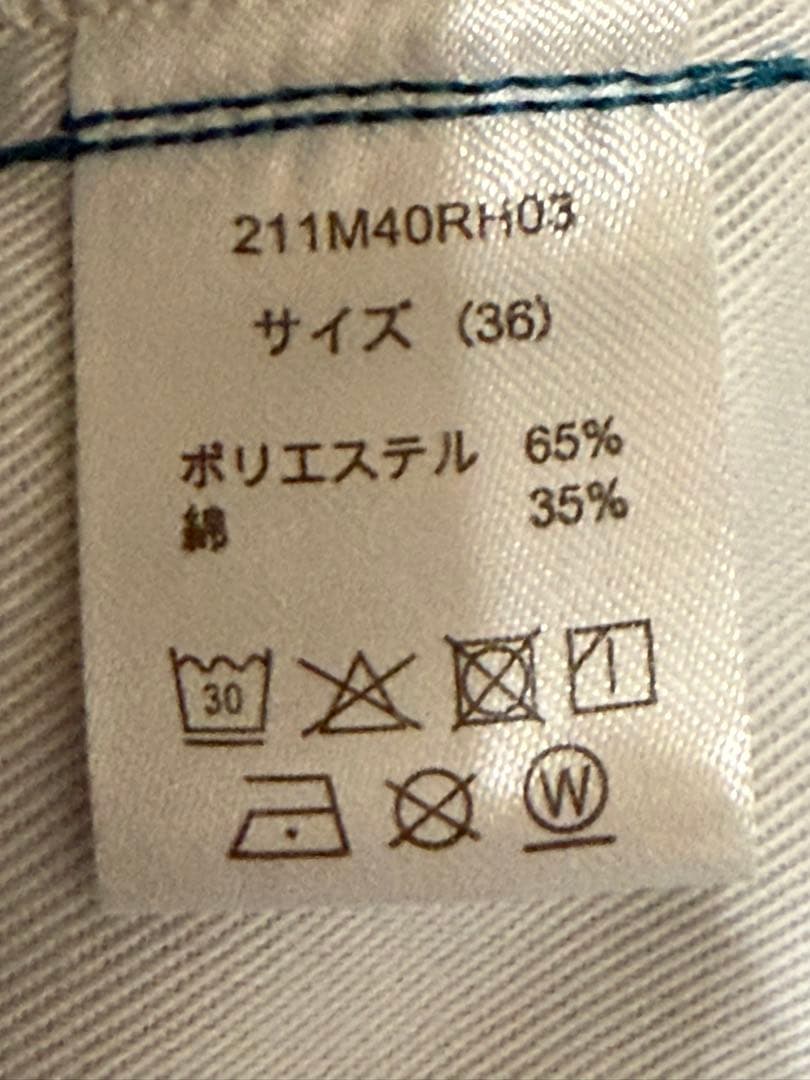 211M40RH03
サイズ (36)
ポリエステル 65%
綿 35%
30
W